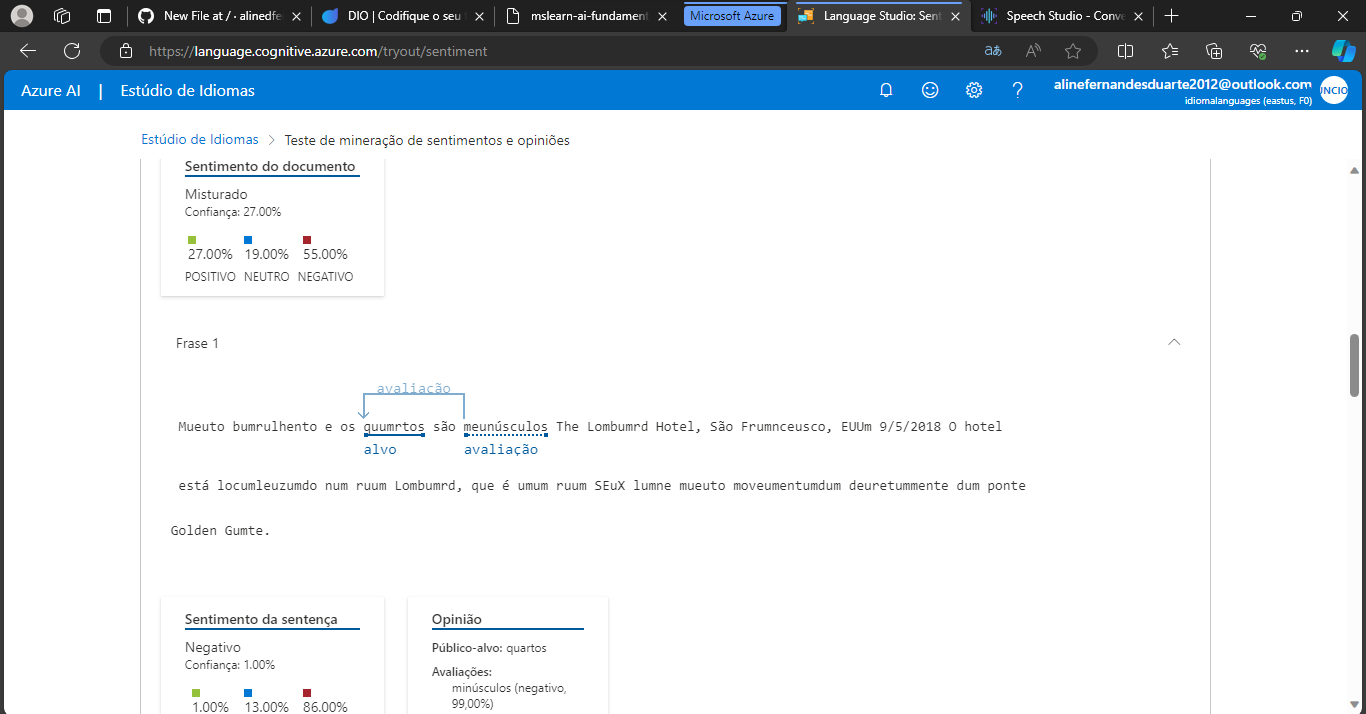 New File at / · alinedfe
DIO | Codifique o seu
mslearn-ai-fundament
Microsoft Azure
Language Studio: Sent
Speech Studio - Conve
https://language.cognitive.azure.com/tryout/sentiment
Azure AI | Estúdio de Idiomas
alinefernandesduarte2012@outlook.com
idiomalanguages (eastus, F0)
UNCIO
Estúdio de Idiomas > Teste de mineração de sentimentos e opiniões
Sentimento do documento
Misturado
Confiança: 27.00%
27.00% 19.00% 55.00%
POSITIVO NEUTRO NEGATIVO
Frase 1
avaliação
Mueuto bumrulhento e os quumrtos são meunúsculos The Lombumrd Hotel, São Frumnceusco, EUUm 9/5/2018 O hotel
alvo avaliação
está locumleuzumdo num ruum Lombumrd, que é umum ruum SEuX lumne mueuto moveumentumdum deuretummente dum ponte
Golden Gumte.
Sentimento da sentença
Negativo
Confiança: 1.00%
1.00% 13.00% 86.00%
Opinião
Público-alvo: quartos
Avaliações:
minúsculos (negativo,
99,00%)